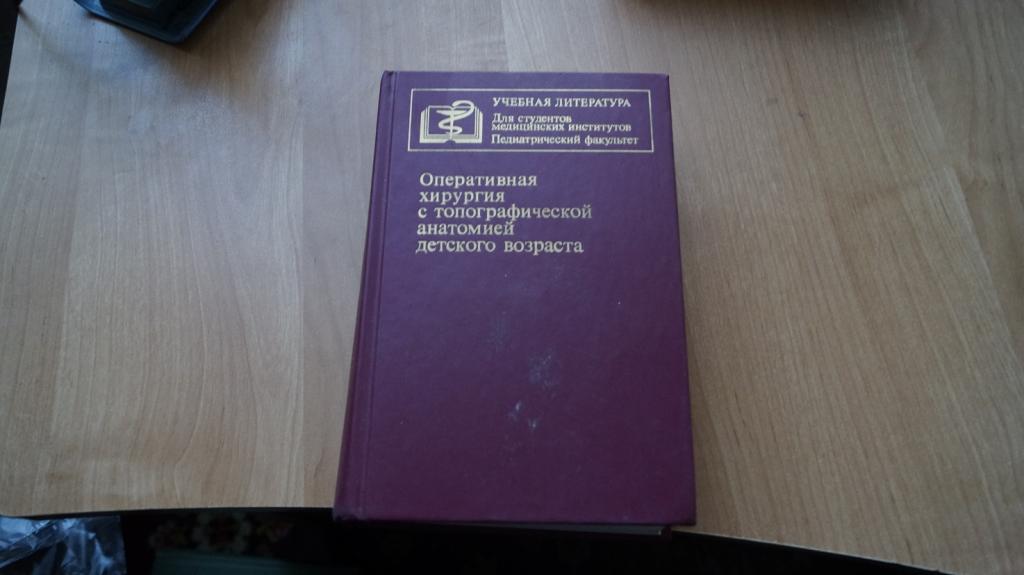 УЧЕБНАЯ ЛИТЕРАТУРА
Для студентов
медицинских институтов
Педиатрический факультет
Оперативная
хирургия
с топографической
анатомией
детского возраста